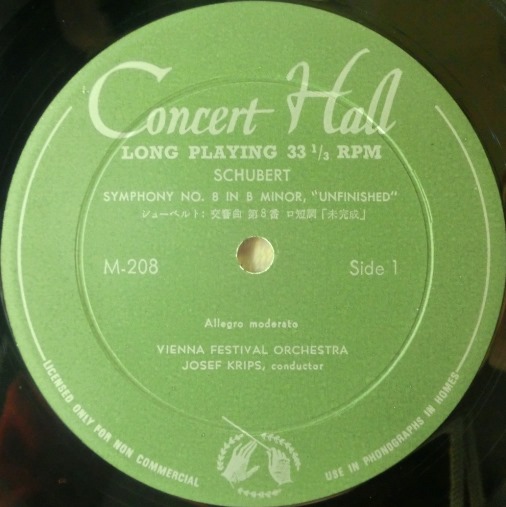 Concert Hall
LONG PLAYING 33 1/3 RPM
SCHUBERT
SYMPHONY NO. 8 IN B MINOR, "UNFINISHED"
シューベルト: 交響曲 第8番 ロ短調「未完成」
M-208
Side 1
Allegro moderato
VIENNA FESTIVAL ORCHESTRA
JOSEF KRIPS, conductor
LICENSED ONLY FOR NON COMMERCIAL
USE IN PHONOGRAPHS IN HOMES